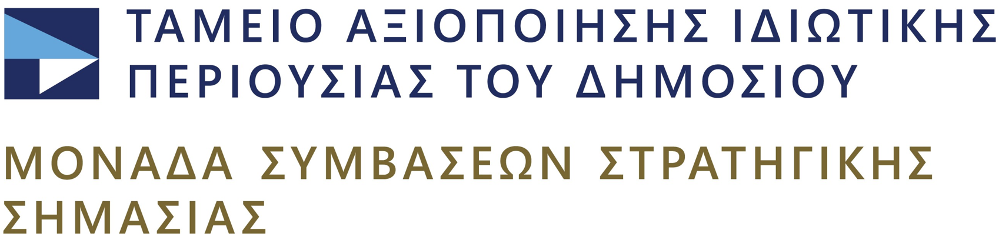 ΤΑΜΕΙΟ ΑΞΙΟΠΟΙΗΣΗΣ ΙΔΙΩΤΙΚΗΣ
ΠΕΡΙΟΥΣΙΑΣ ΤΟΥ ΔΗΜΟΣΙΟΥ
ΜΟΝΑΔΑ ΣΥΜΒΑΣΕΩΝ ΣΤΡΑΤΗΓΙΚΗΣ
ΣΗΜΑΣΙΑΣ